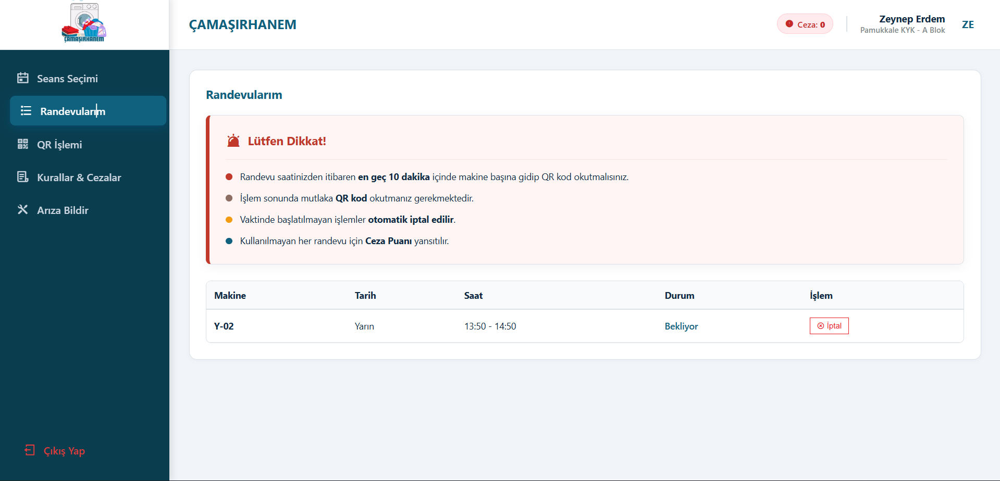 ÇAMAŞIRHANEM
ÇAMAŞIRHANEM
Ceza: 0
Zeynep Erdem
Pamukkale KYK - A Blok
ZE
Seans Seçimi
Randevularım
QR İşlemi
Kurallar & Cezalar
Arıza Bildir
Çıkış Yap
Randevularım
Lütfen Dikkat!
Randevu saatinizden itibaren en geç 10 dakika içinde makine başına gidip QR kod okutmalısınız.
İşlem sonunda mutlaka QR kod okutmanız gerekmektedir.
Vaktinde başlatılmayan işlemler otomatik iptal edilir.
Kullanılmayan her randevu için Ceza Puanı yansıtılır.
Makine Tarih Saat Durum İşlem
Y-02 Yarın 13:50 - 14:50 Bekliyor İptal